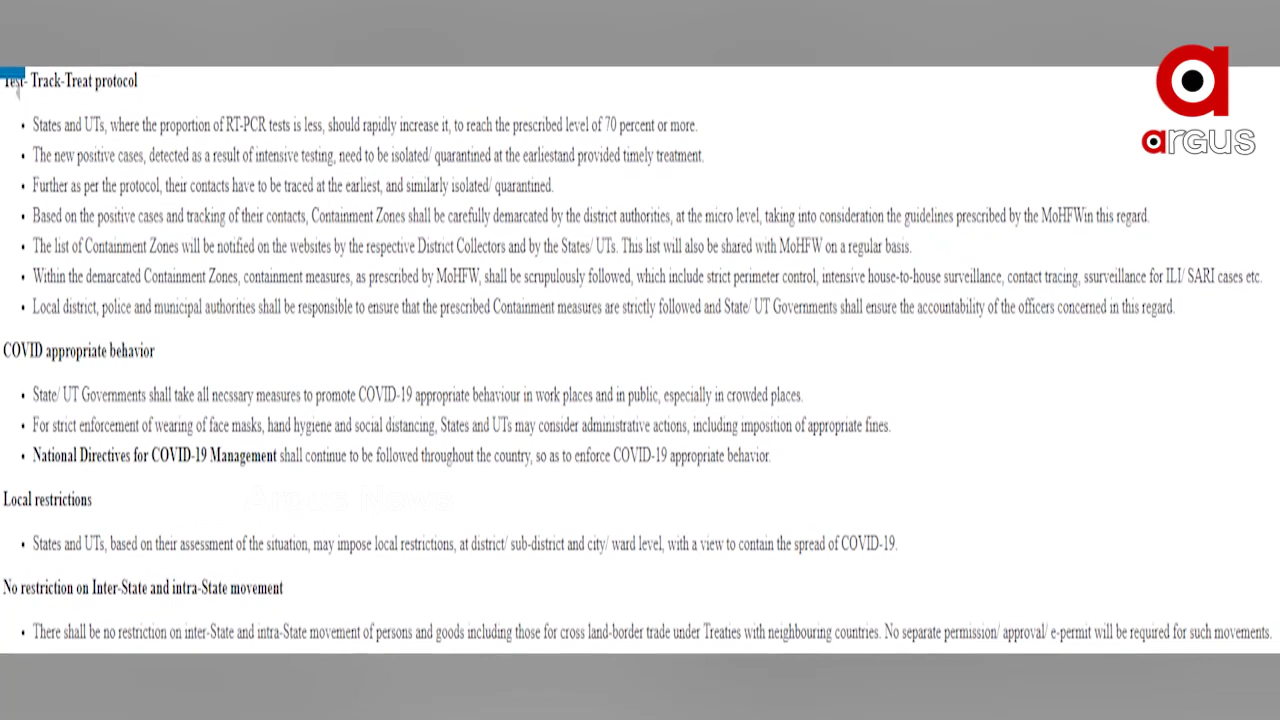 Test- Track-Treat protocol
States and UTs, where the proportion of RT-PCR tests is less, should rapidly increase it, to reach the prescribed level of 70 percent or more.
The new positive cases, detected as a result of intensive testing, need to be isolated/ quarantined at the earliestand provided timely treatment.
Further as per the protocol, their contacts have to be traced at the earliest, and similarly isolated/ quarantined.
Based on the positive cases and tracking of their contacts, Containment Zones shall be carefully demarcated by the district authorities, at the micro level, taking into consideration the guidelines prescribed by the MoHFWin this regard.
The list of Containment Zones will be notified on the websites by the respective District Collectors and by the States/ UTs. This list will also be shared with MoHFW on a regular basis.
Within the demarcated Containment Zones, containment measures, as prescribed by MoHFW, shall be scrupulously followed, which include strict perimeter control, intensive house-to-house surveillance, contact tracing, ssurveillance for ILI/ SARI cases etc.
Local district, police and municipal authorities shall be responsible to ensure that the prescribed Containment measures are strictly followed and State/ UT Governments shall ensure the accountability of the officers concerned in this regard.
COVID appropriate behavior
State/ UT Governments shall take all necssary measures to promote COVID-19 appropriate behaviour in work places and in public, especially in crowded places.
For strict enforcement of wearing of face masks, hand hygiene and social distancing, States and UTs may consider administrative actions, including imposition of appropriate fines.
National Directives for COVID-19 Management shall continue to be followed throughout the country, so as to enforce COVID-19 appropriate behavior.
Argus News
Local restrictions
States and UTs, based on their assessment of the situation, may impose local restrictions, at district/ sub-district and city/ ward level, with a view to contain the spread of COVID-19.
No restriction on Inter-State and intra-State movement
There shall be no restriction on inter-State and intra-State movement of persons and goods including those for cross land-border trade under Treaties with neighbouring countries. No separate permission/ approval/ e-permit will be required for such movements.
argus